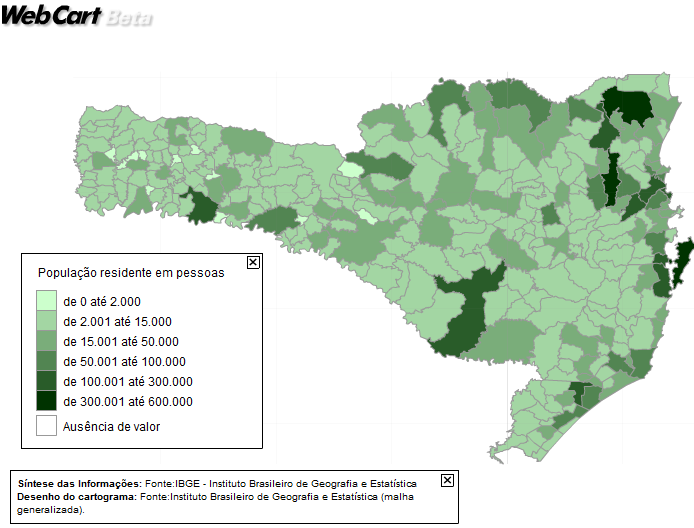 WebCart Beta
População residente em pessoas
de 0 até 2.000
de 2.001 até 15.000
de 15.001 até 50.000
de 50.001 até 100.000
de 100.001 até 300.000
de 300.001 até 600.000
Ausência de valor
Síntese das Informações: Fonte:IBGE - Instituto Brasileiro de Geografia e Estatística
Desenho do cartograma: Fonte:Instituto Brasileiro de Geografia e Estatística (malha
generalizada).